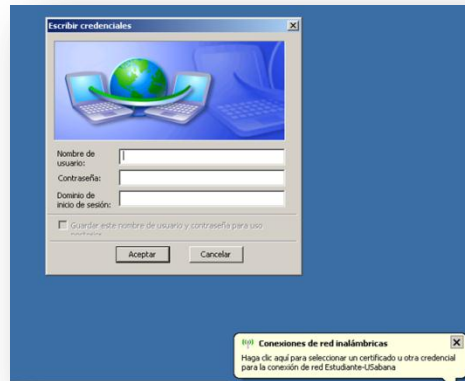 Escribir credenciales
Nombre de
usuario:
Contraseña:
Dominio de
inicio de sesión:
Guardar este nombre de usuario y contraseña para uso
Aceptar
Cancelar
Conexiones de red inalámbricas
Haga clic aquí para seleccionar un certificado u otra credencial
para la conexión de red Estudiante-USabana